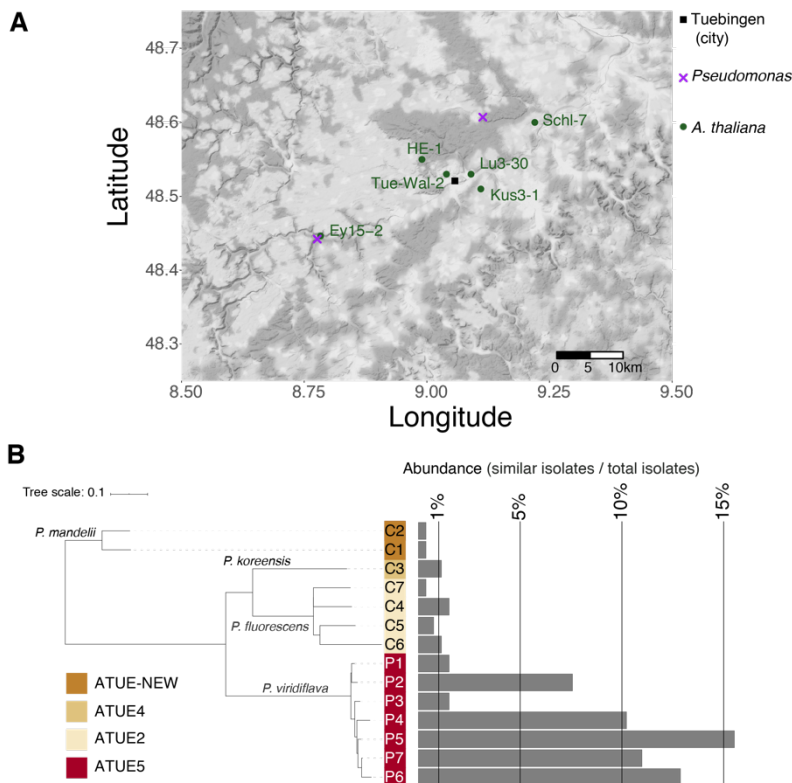 A
Latitude
48.7
48.6
48.5
48.4
48.3
Schl-7
HE-1
Lu3-30
Tue-Wal-2
Kus3-1
Ey15–2
0 5 10km
8.50 8.75 9.00 9.25 9.50
Longitude
Tuebingen
(city)
Pseudomonas
A. thaliana
B
Abundance (similar isolates / total isolates)
Tree scale: 0.1
1% 5% 10% 15%
P. mandelii
P. koreensis
P. fluorescens
P. viridiflava
C2
C1
C3
C7
C4
C5
C6
P1
P2
P3
P4
P5
P7
P6
ATUE-NEW
ATUE4
ATUE2
ATUE5